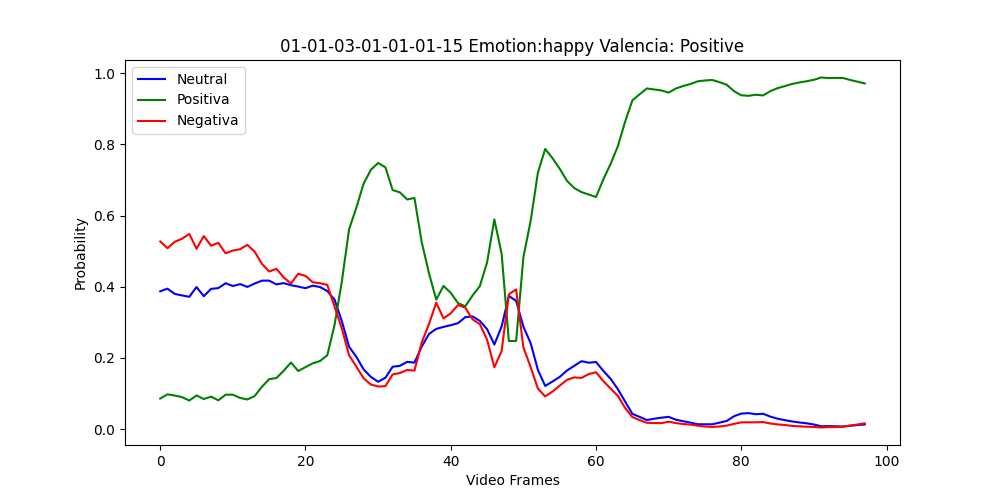 01-01-03-01-01-01-15 Emotion:happy Valencia: Positive
Neutral
Positiva
Negativa
1.0
0.8
0.6
0.4
0.2
0.0
Probability
0 20 40 60 80 100
Video Frames